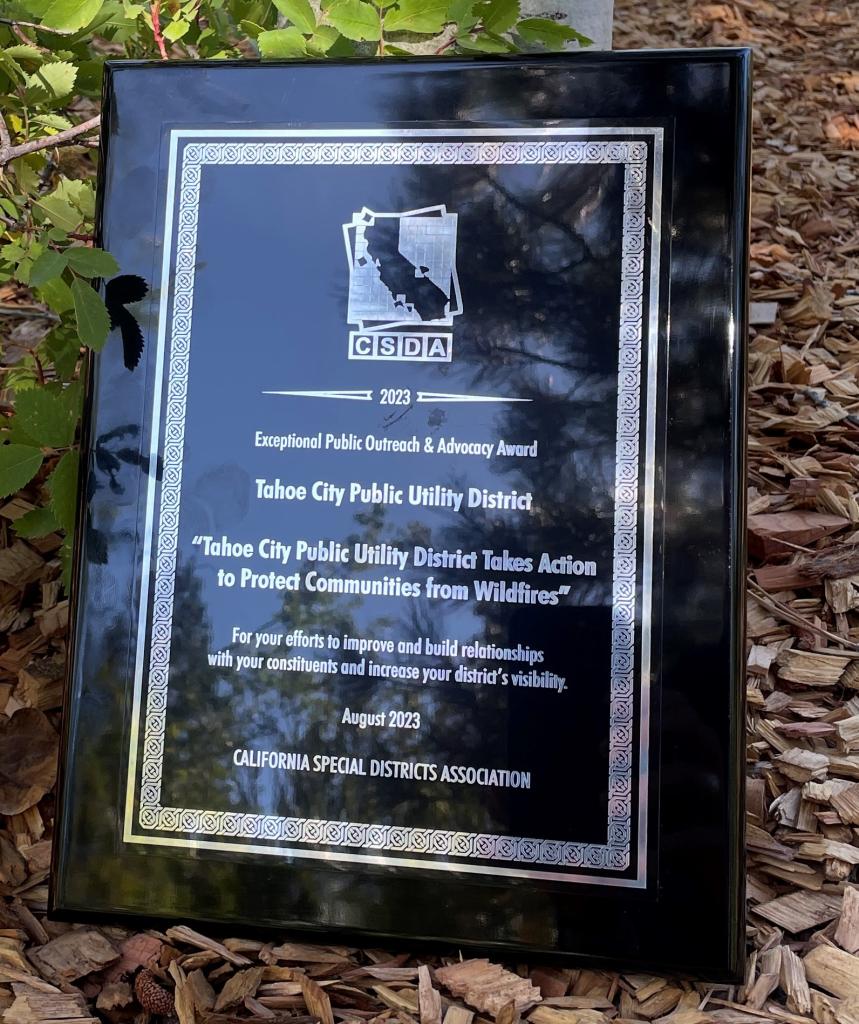 CSDA
2023
Exceptional Public Outreach & Advocacy Award
Tahoe City Public Utility District
“Tahoe City Public Utility District Takes Action
to Protect Communities from Wildfires”
For your efforts to improve and build relationships
with your constituents and increase your district’s visibility.
August 2023
CALIFORNIA SPECIAL DISTRICTS ASSOCIATION